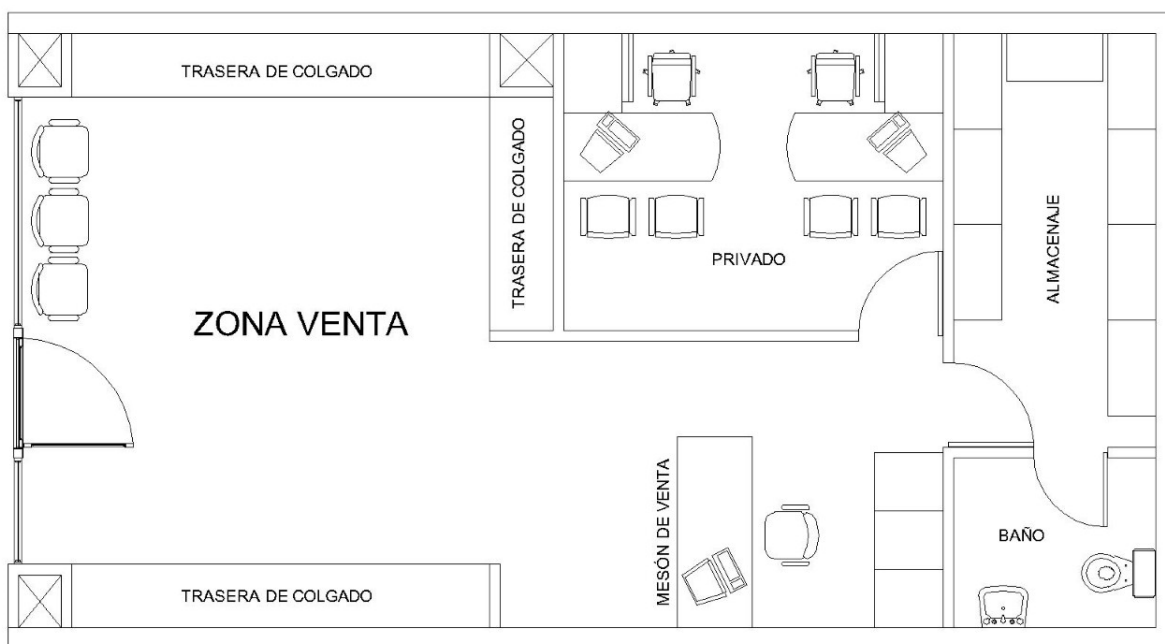 TRASERA DE COLGADO
TRASERA DE COLGADO
PRIVADO
ALMACENAJE
ZONA VENTA
MESÓN DE VENTA
BAÑO
TRASERA DE COLGADO